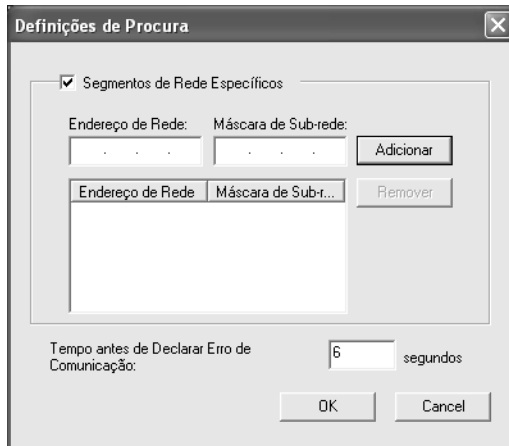 Definições de Procura
Segmentos de Rede Específicos
Endereço de Rede: Máscara de Sub-rede:
Adicionar
Endereço de Rede Máscara de Sub-r...
Remover
Tempo antes de Declarar Erro de
Comunicação:
6 segundos
OK Cancel